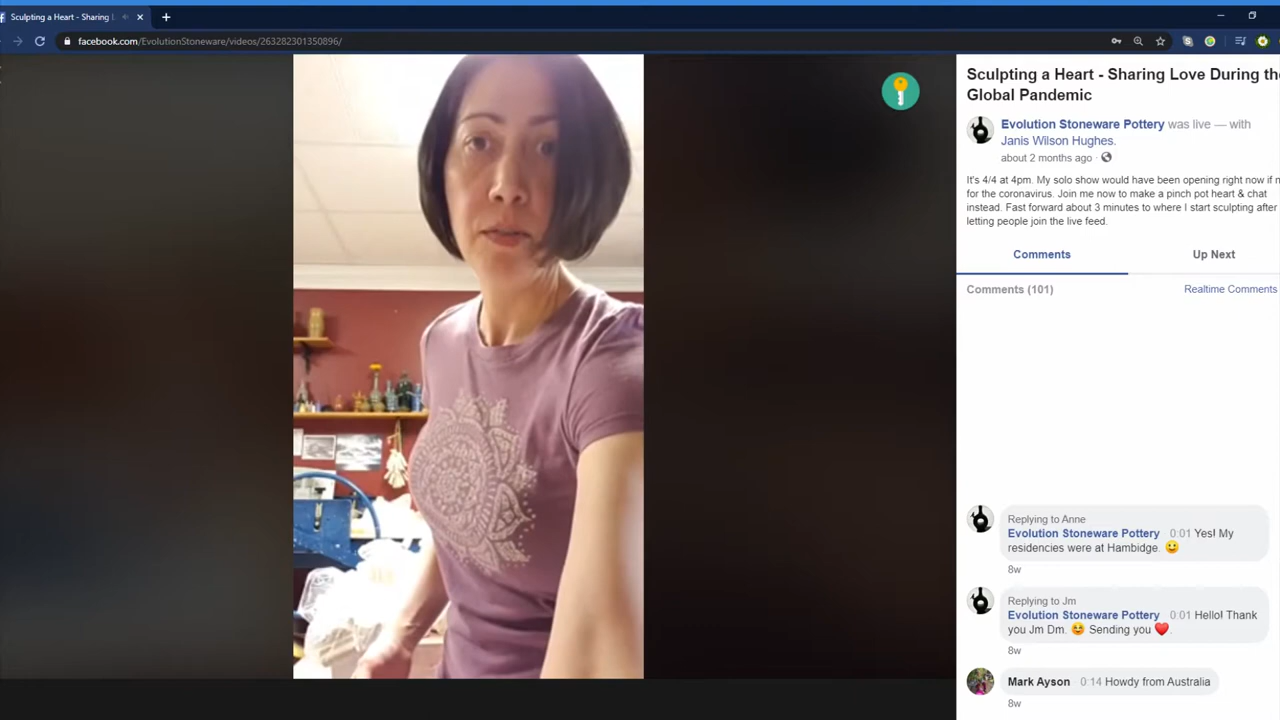 Sculpting a Heart - Sharing L
facebook.com/EvolutionStoneware/videos/263282301350896/
Sculpting a Heart - Sharing Love During the
Global Pandemic
Evolution Stoneware Pottery was live — with
Janis Wilson Hughes.
about 2 months ago
It's 4/4 at 4pm. My solo show would have been opening right now if n
for the coronavirus. Join me now to make a pinch pot heart & chat
instead. Fast forward about 3 minutes to where I start sculpting after
letting people join the live feed.
Comments
Up Next
Comments (101)
Realtime Comments
Replying to Anne
Evolution Stoneware Pottery 0:01 Yes! My
residencies were at Hambidge. 🙂
8w
Replying to Jm
Evolution Stoneware Pottery 0:01 Hello! Thank
you Jm Dm. ☺️ Sending you ❤️.
8w
Mark Ayson 0:14 Howdy from Australia
8w